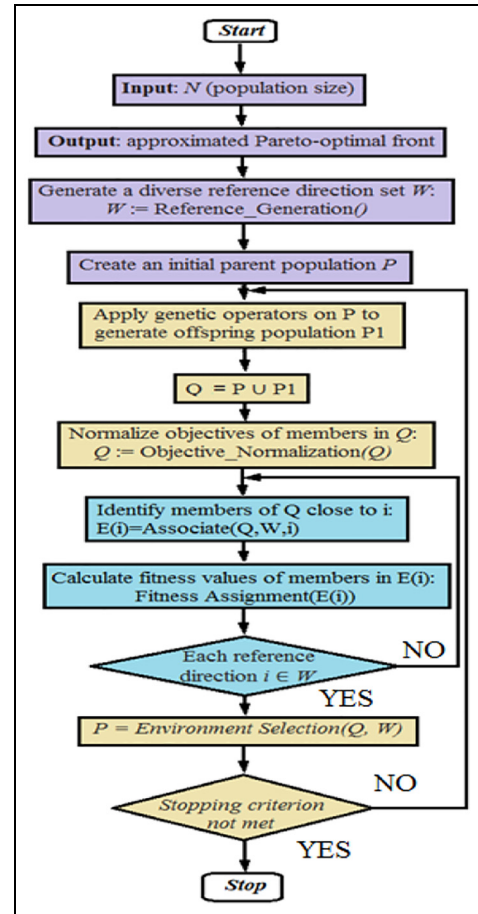 Start
Input: N (population size)
Output: approximated Pareto-optimal front
Generate a diverse reference direction set W:
W := Reference_Generation()
Create an initial parent population P
Apply genetic operators on P to
generate offspring population P1
Q = P ∪ P1
Normalize objectives of members in Q:
Q := Objective_Normalization(Q)
Identify members of Q close to i:
E(i)=Associate(Q,W,i)
Calculate fitness values of members in E(i):
Fitness Assignment(E(i))
Each reference
direction i ∈ W
NO
YES
P = Environment Selection(Q, W)
Stopping criterion
not met
NO
YES
Stop